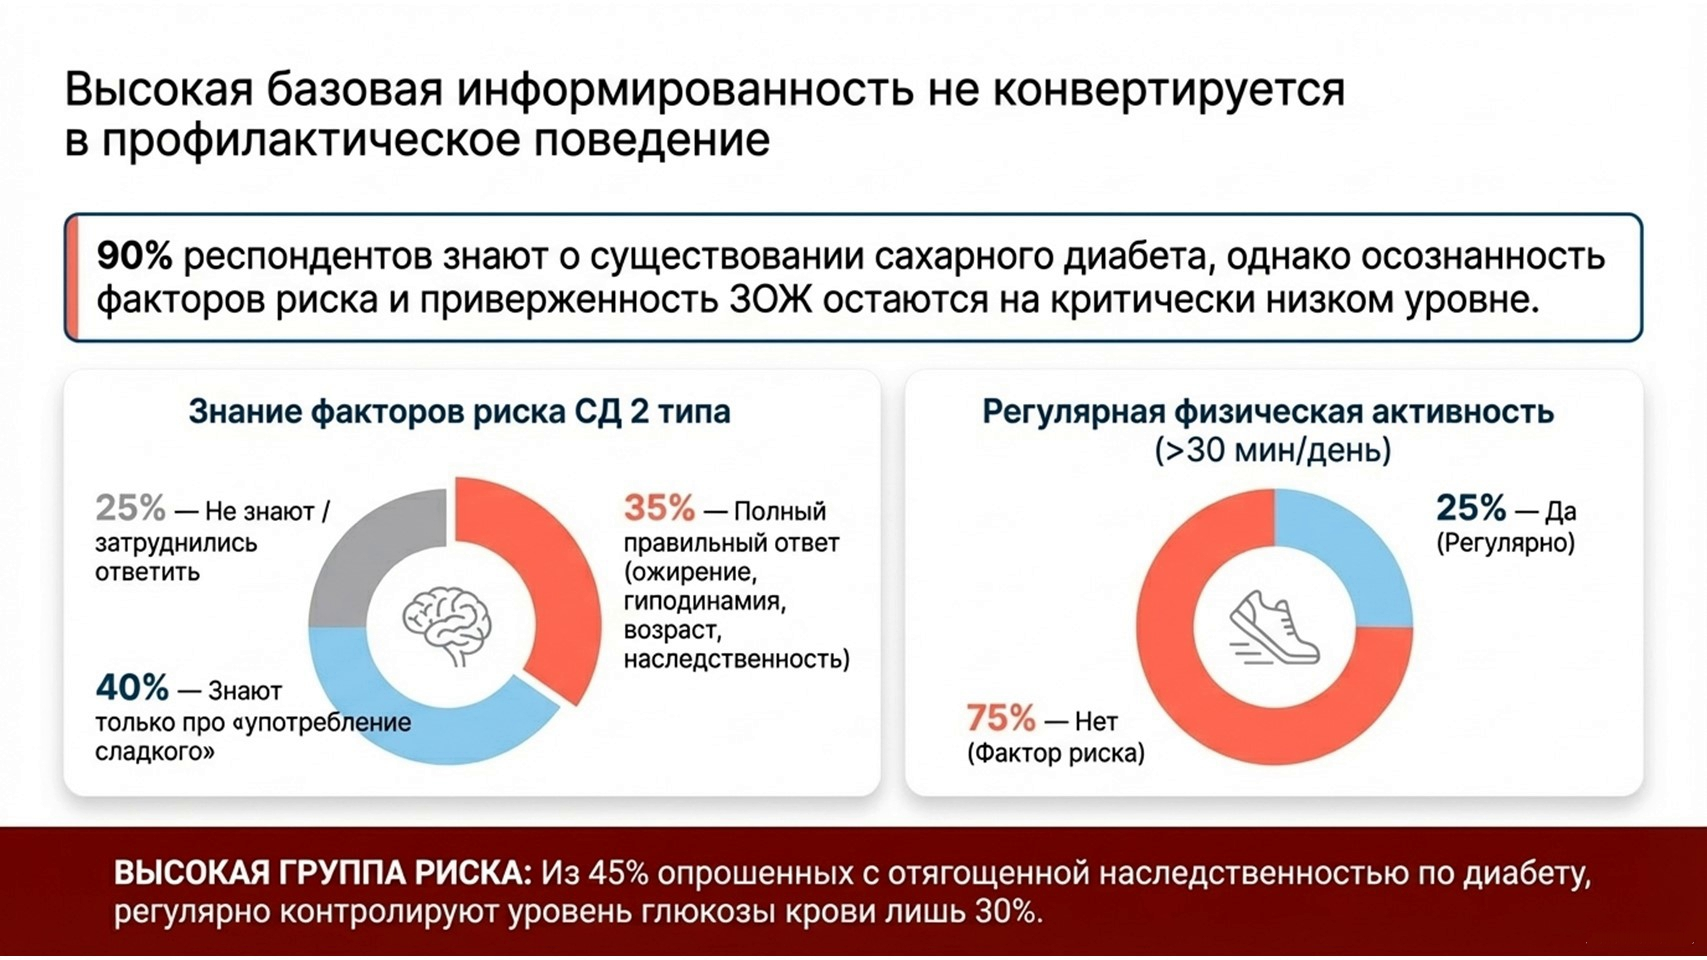 Высокая базовая информированность не конвертируется
в профилактическое поведение
90% респондентов знают о существовании сахарного диабета, однако осознанность
факторов риска и приверженность ЗОЖ остаются на критически низком уровне.
Знание факторов риска СД 2 типа
25% — Не знают /
затруднились
ответить
35% — Полный
правильный ответ
(ожирение,
гиподинамия,
возраст,
наследственность)
40% — Знают
только про «употребление
сладкого»
Регулярная физическая активность
(>30 мин/день)
25% — Да
(Регулярно)
75% — Нет
(Фактор риска)
ВЫСОКАЯ ГРУППА РИСКА: Из 45% опрошенных с отягощенной наследственностью по диабету,
регулярно контролируют уровень глюкозы крови лишь 30%.